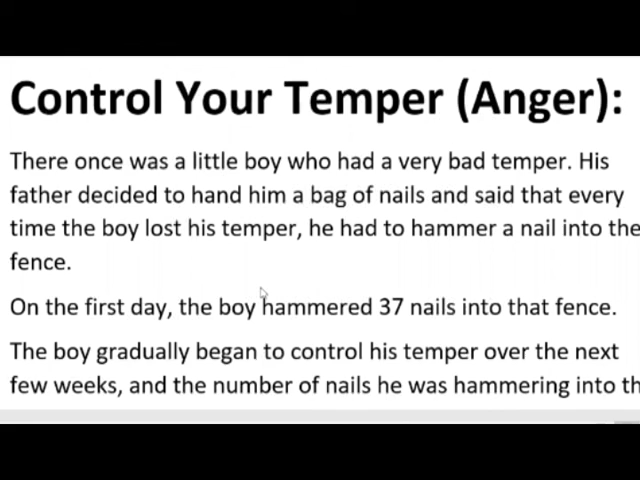 Control Your Temper (Anger):
There once was a little boy who had a very bad temper. His
father decided to hand him a bag of nails and said that every
time the boy lost his temper, he had to hammer a nail into the
fence.
On the first day, the boy hammered 37 nails into that fence.
The boy gradually began to control his temper over the next
few weeks, and the number of nails he was hammering into th